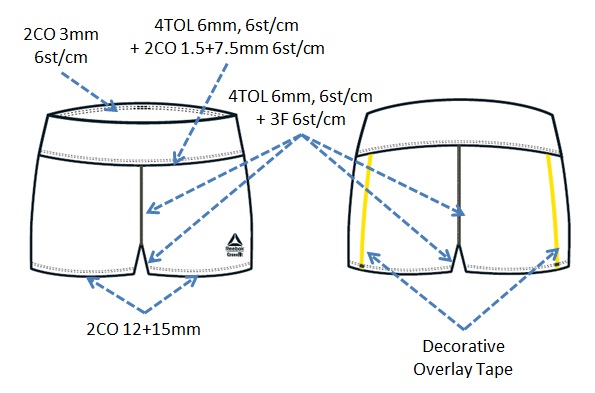 2CO 3mm
6st/cm
4TOL 6mm, 6st/cm
+ 2CO 1.5+7.5mm 6st/cm
4TOL 6mm, 6st/cm
+ 3F 6st/cm
Reebok
CrossFit
2CO 12+15mm
Decorative
Overlay Tape